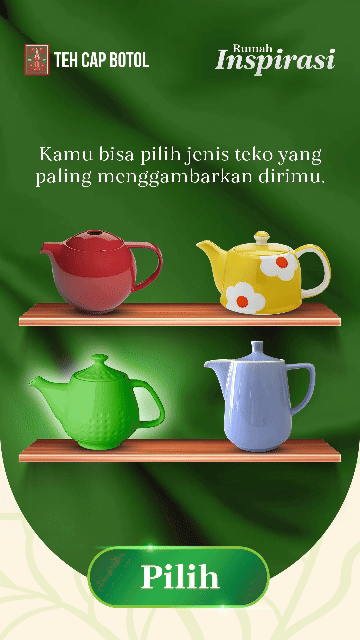 TEH CAP BOTOL
Rumah
Inspirasi
Kamu bisa pilih jenis teko yang
paling menggambarkan dirimu.
Pilih